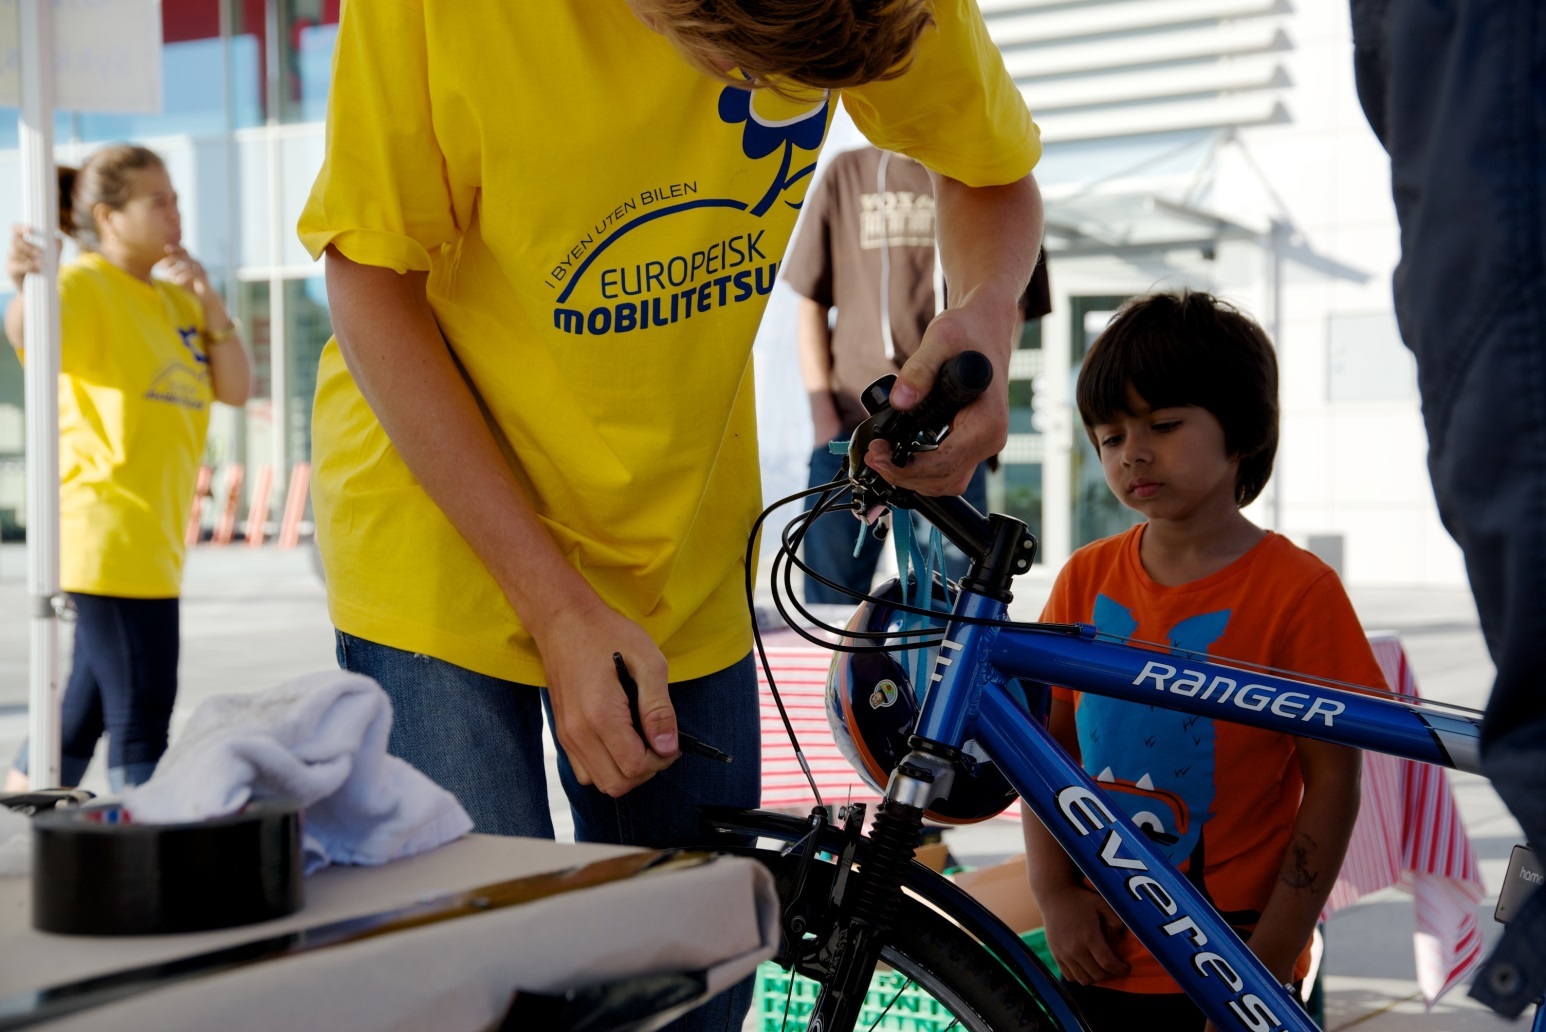 I BYEN UTEN BILEN
EUROPEISK
MOBILITETSU
RANGER
Everes